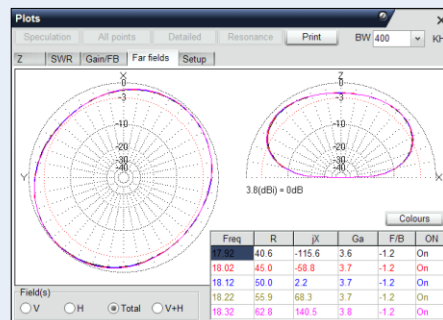 Plots
Speculation All points Detailed Resonance Print BW 400 KH
Z SWR Gain/FB Far fields Setup
X
0
-3
-10
-20
-30
-40
Y
Z
0
-3
-10
-20
-30
-40
X
3.8(dBi) = 0dB
Colours
Freq R jX Ga F/B ON
17.92 40.6 -115.6 3.6 -1.2 On
18.02 45.0 -58.8 3.7 -1.2 On
18.12 50.0 2.2 3.7 -1.2 On
18.22 55.9 68.3 3.7 -1.2 On
18.32 62.8 140.5 3.8 -1.2 On
Field(s)
V H Total V+H